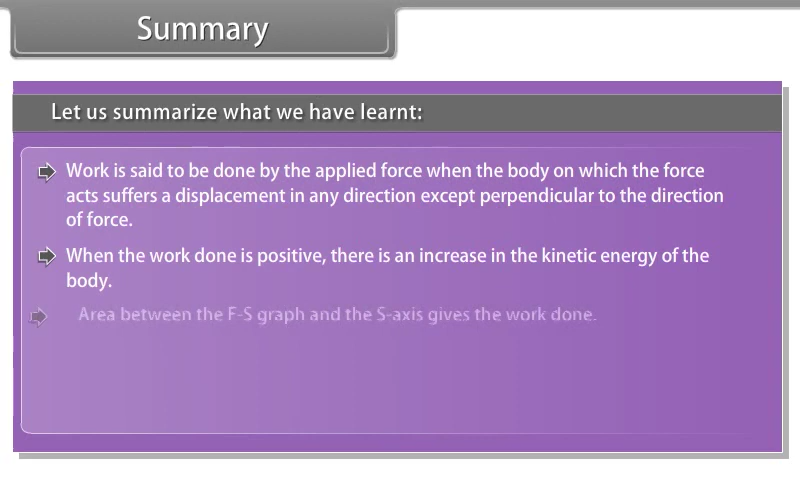 Summary
Let us summarize what we have learnt:
Work is said to be done by the applied force when the body on which the force
acts suffers a displacement in any direction except perpendicular to the direction
of force.
When the work done is positive, there is an increase in the kinetic energy of the
body.
Area between the F-S graph and the S-axis gives the work done.